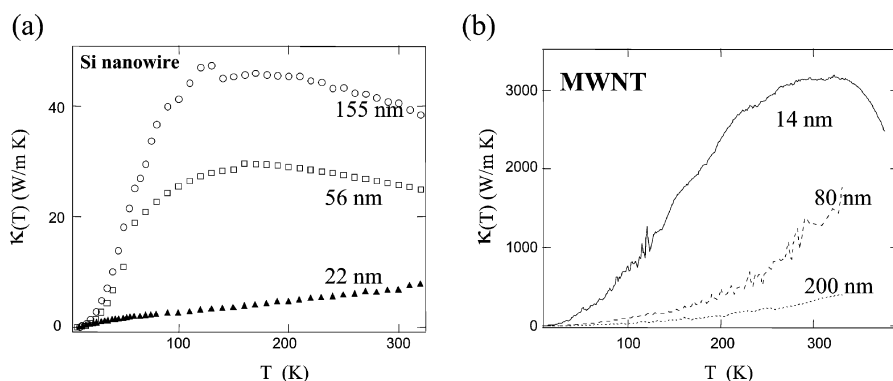 (a)
Si nanowire
155 nm
56 nm
22 nm
κ(T) (W/m K)
40
20
0
100
200
300
T (K)
(b)
MWNT
14 nm
80 nm
200 nm
κ(T) (W/m K)
3000
2000
1000
0
100
200
300
T (K)